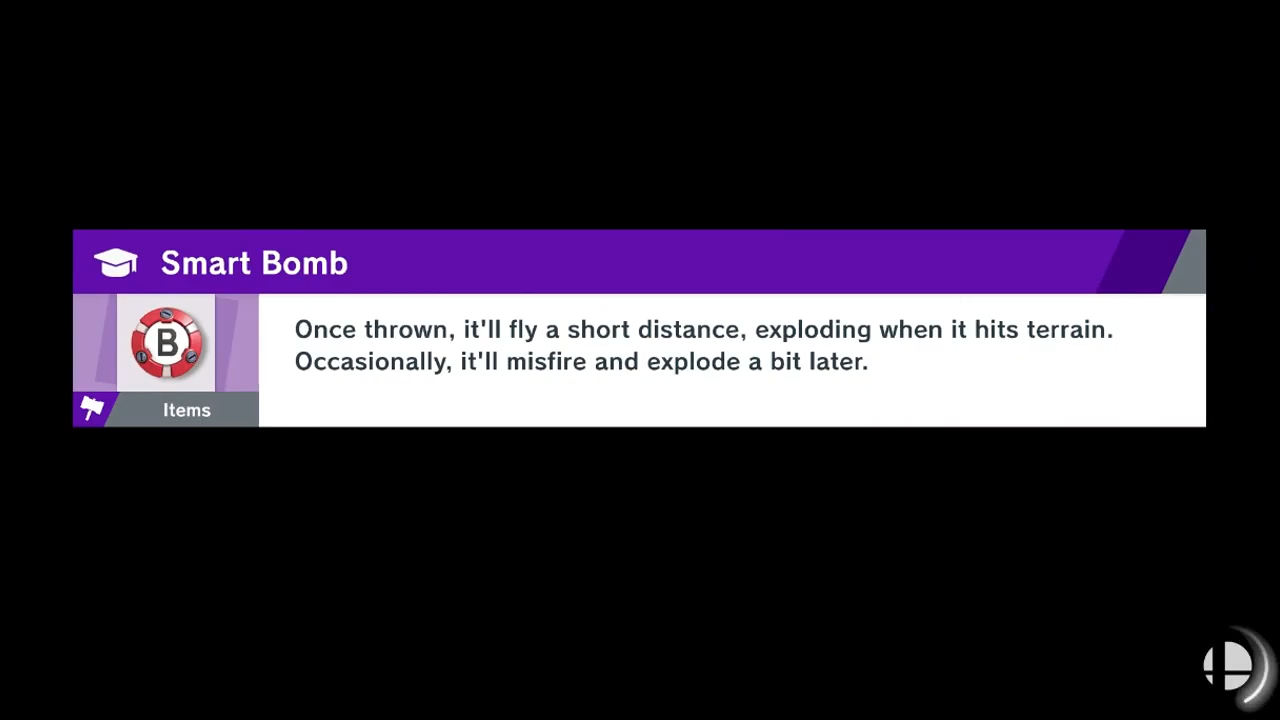 Smart Bomb
B
Once thrown, it'll fly a short distance, exploding when it hits terrain.
Occasionally, it'll misfire and explode a bit later.
Items